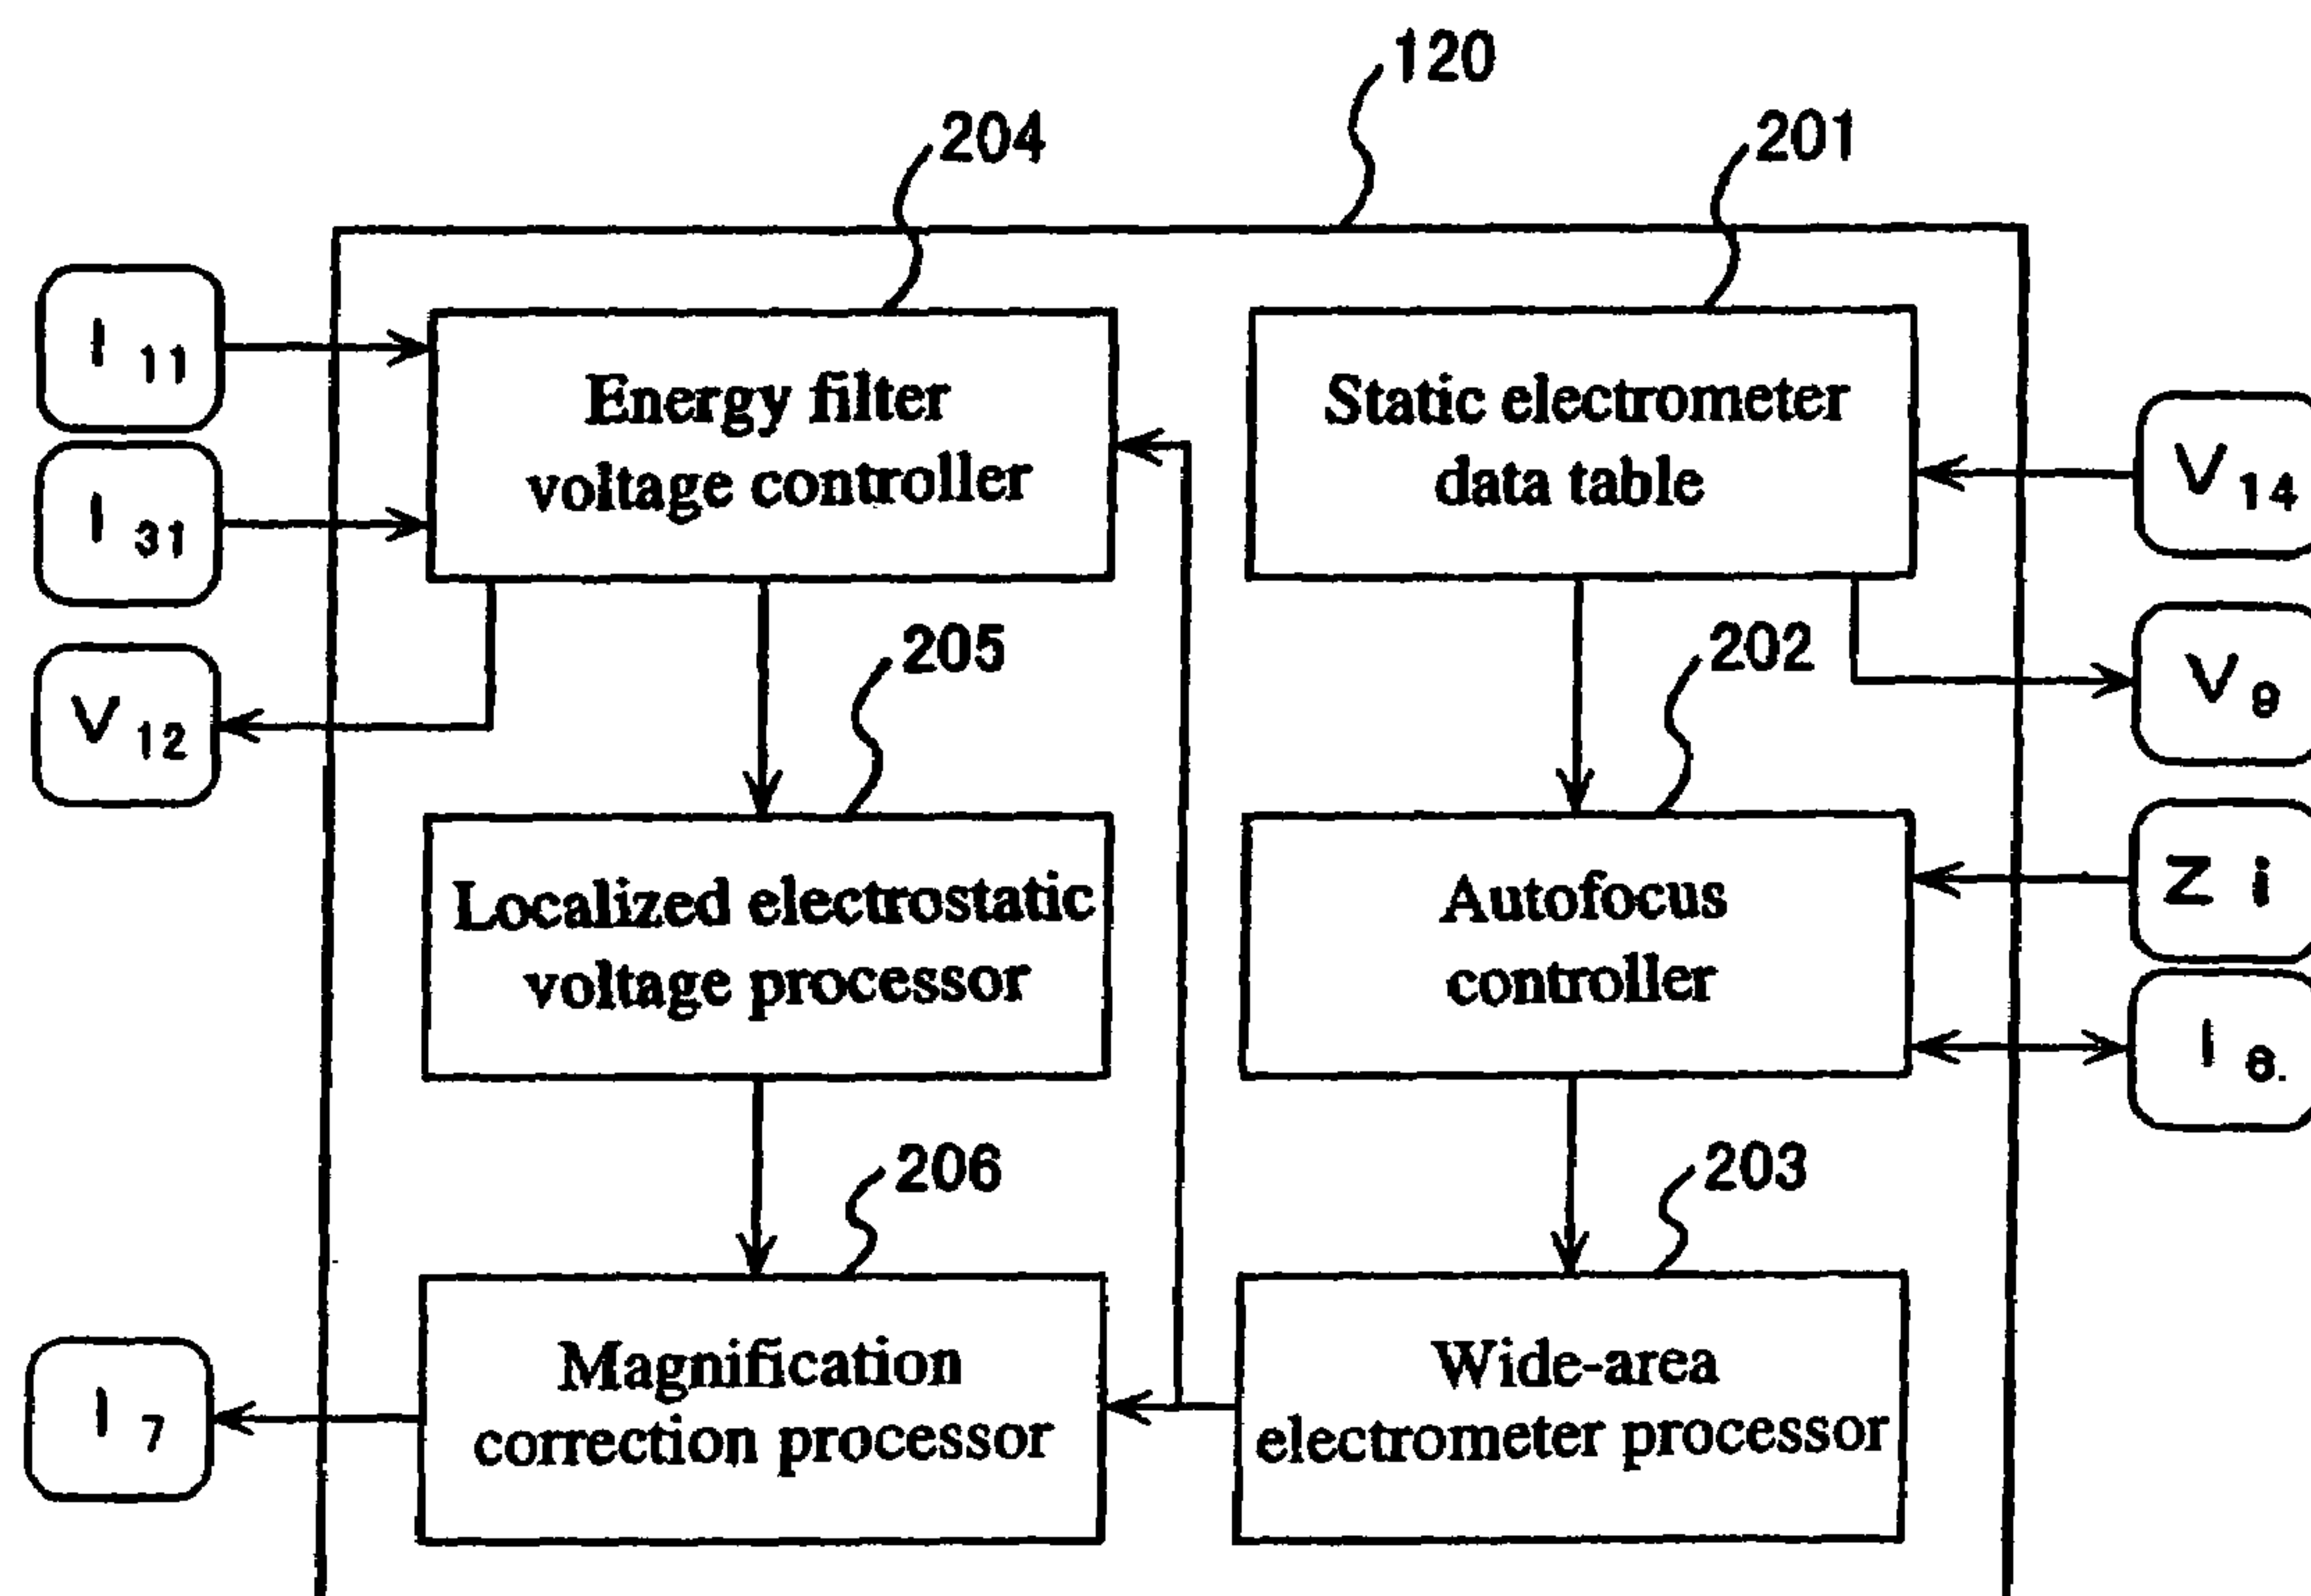 120
204
201
I 11
Energy filter
voltage controller
Static electrometer
data table
V 14
I 31
205
202
V 9
V 12
Localized electrostatic
voltage processor
Autofocus
controller
Z i
I 8.
206
203
I 7
Magnification
correction processor
Wide-area
electrometer processor